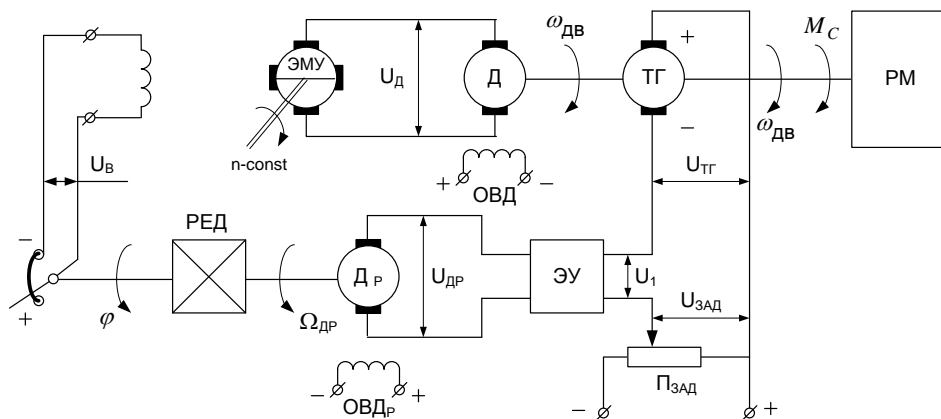 ω_ДВ
M_C
ЭМУ
U_Д
Д
+
ТГ
РМ
n-const
−
ω_ДВ
U_В
+
−
ОВД
U_ТГ
РЕД
−
Д_Р
U_ДР
ЭУ
U_1
U_ЗАД
+
φ
Ω_ДР
П_ЗАД
−
+
ОВД_Р
−
+